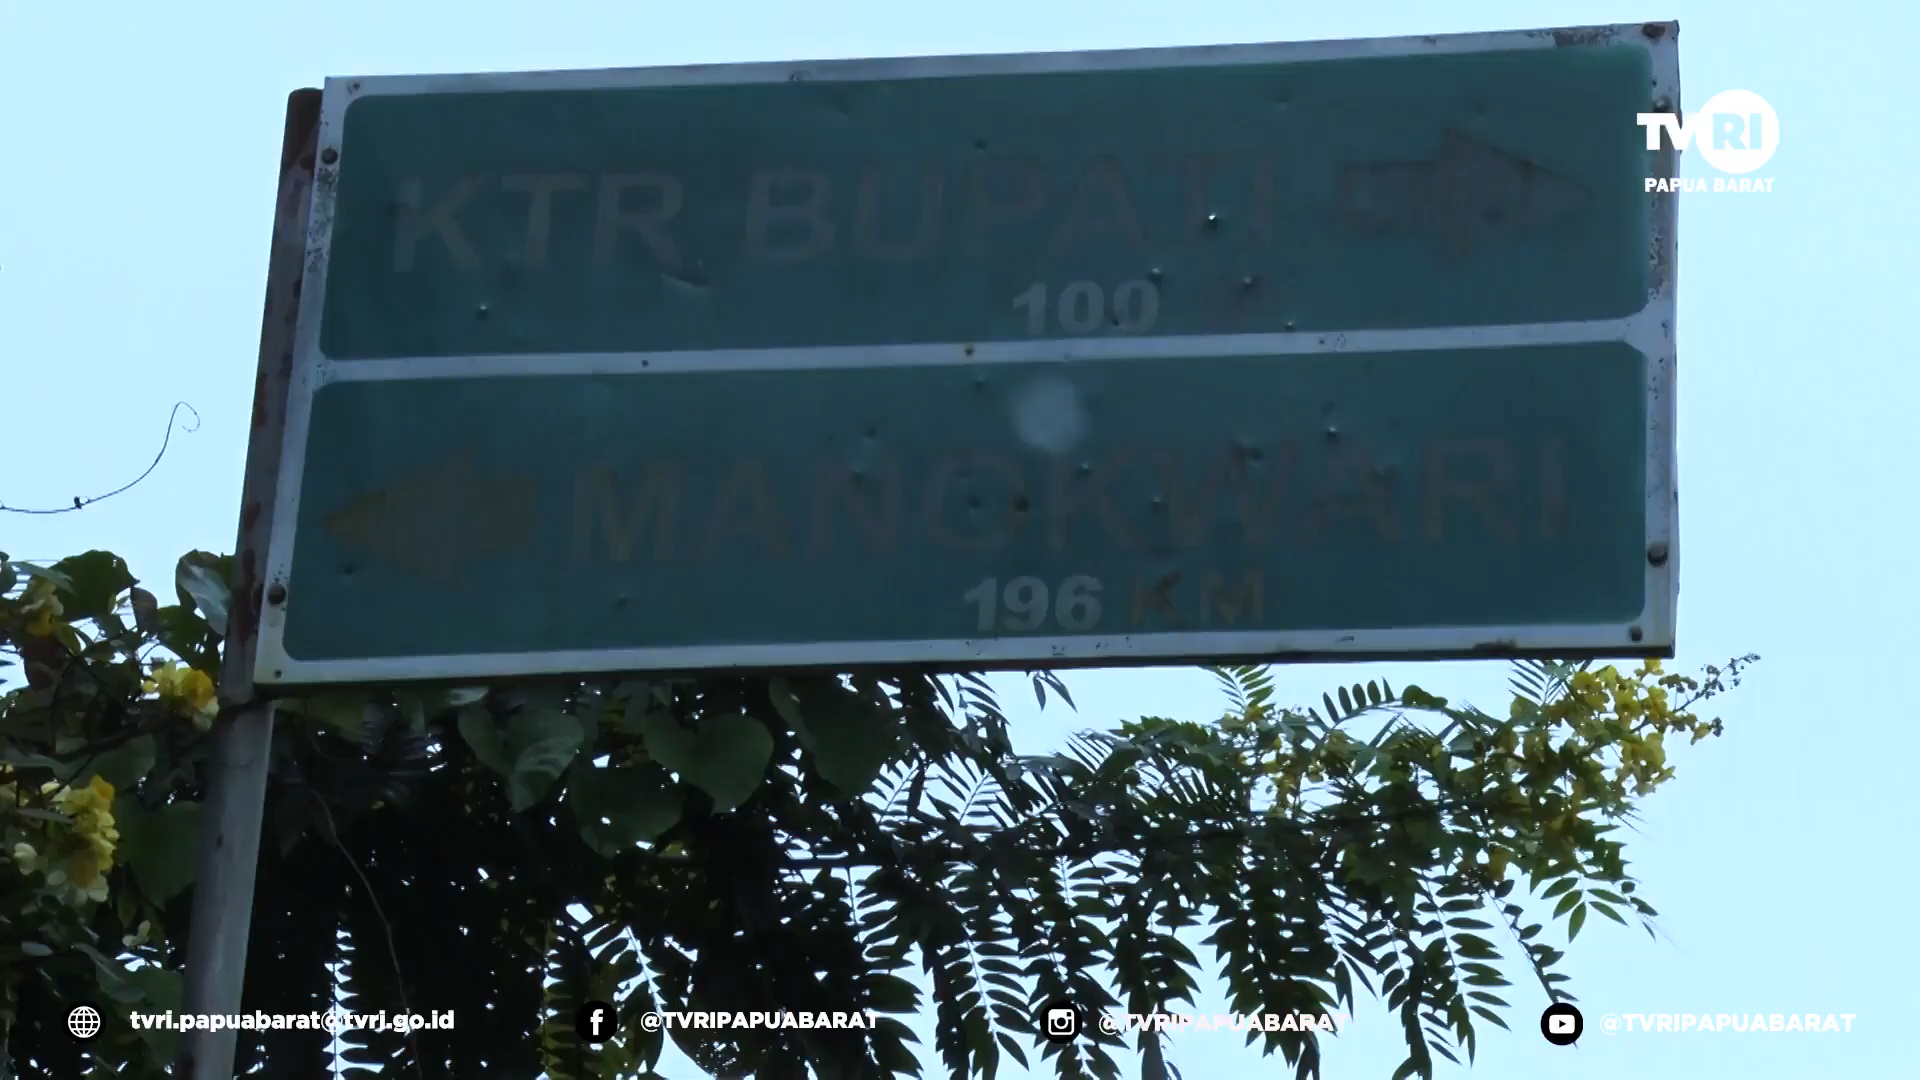 TVRI
PAPUA BARAT
KTR BUPATI
100 M
MANOKWARI
196 KM
tvri.papuabarat@tvri.go.id
@TVRIPAPUABARAT
@TVRIPAPUABARAT
@TVRIPAPUABARAT